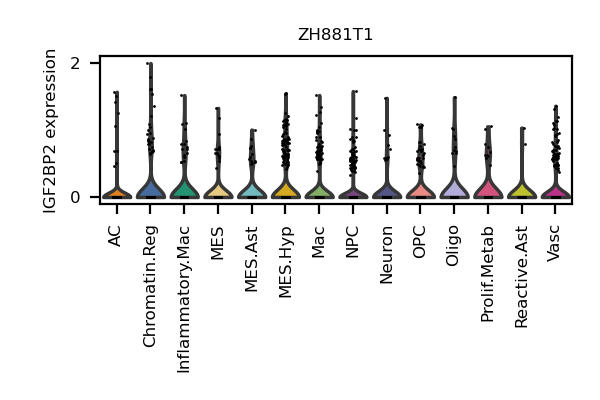 ZH881T1
IGF2BP2 expression
2
0
AC
Chromatin.Reg
Inflammatory.Mac
MES
MES.Ast
MES.Hyp
Mac
NPC
Neuron
OPC
Oligo
Prolif.Metab
Reactive.Ast
Vasc